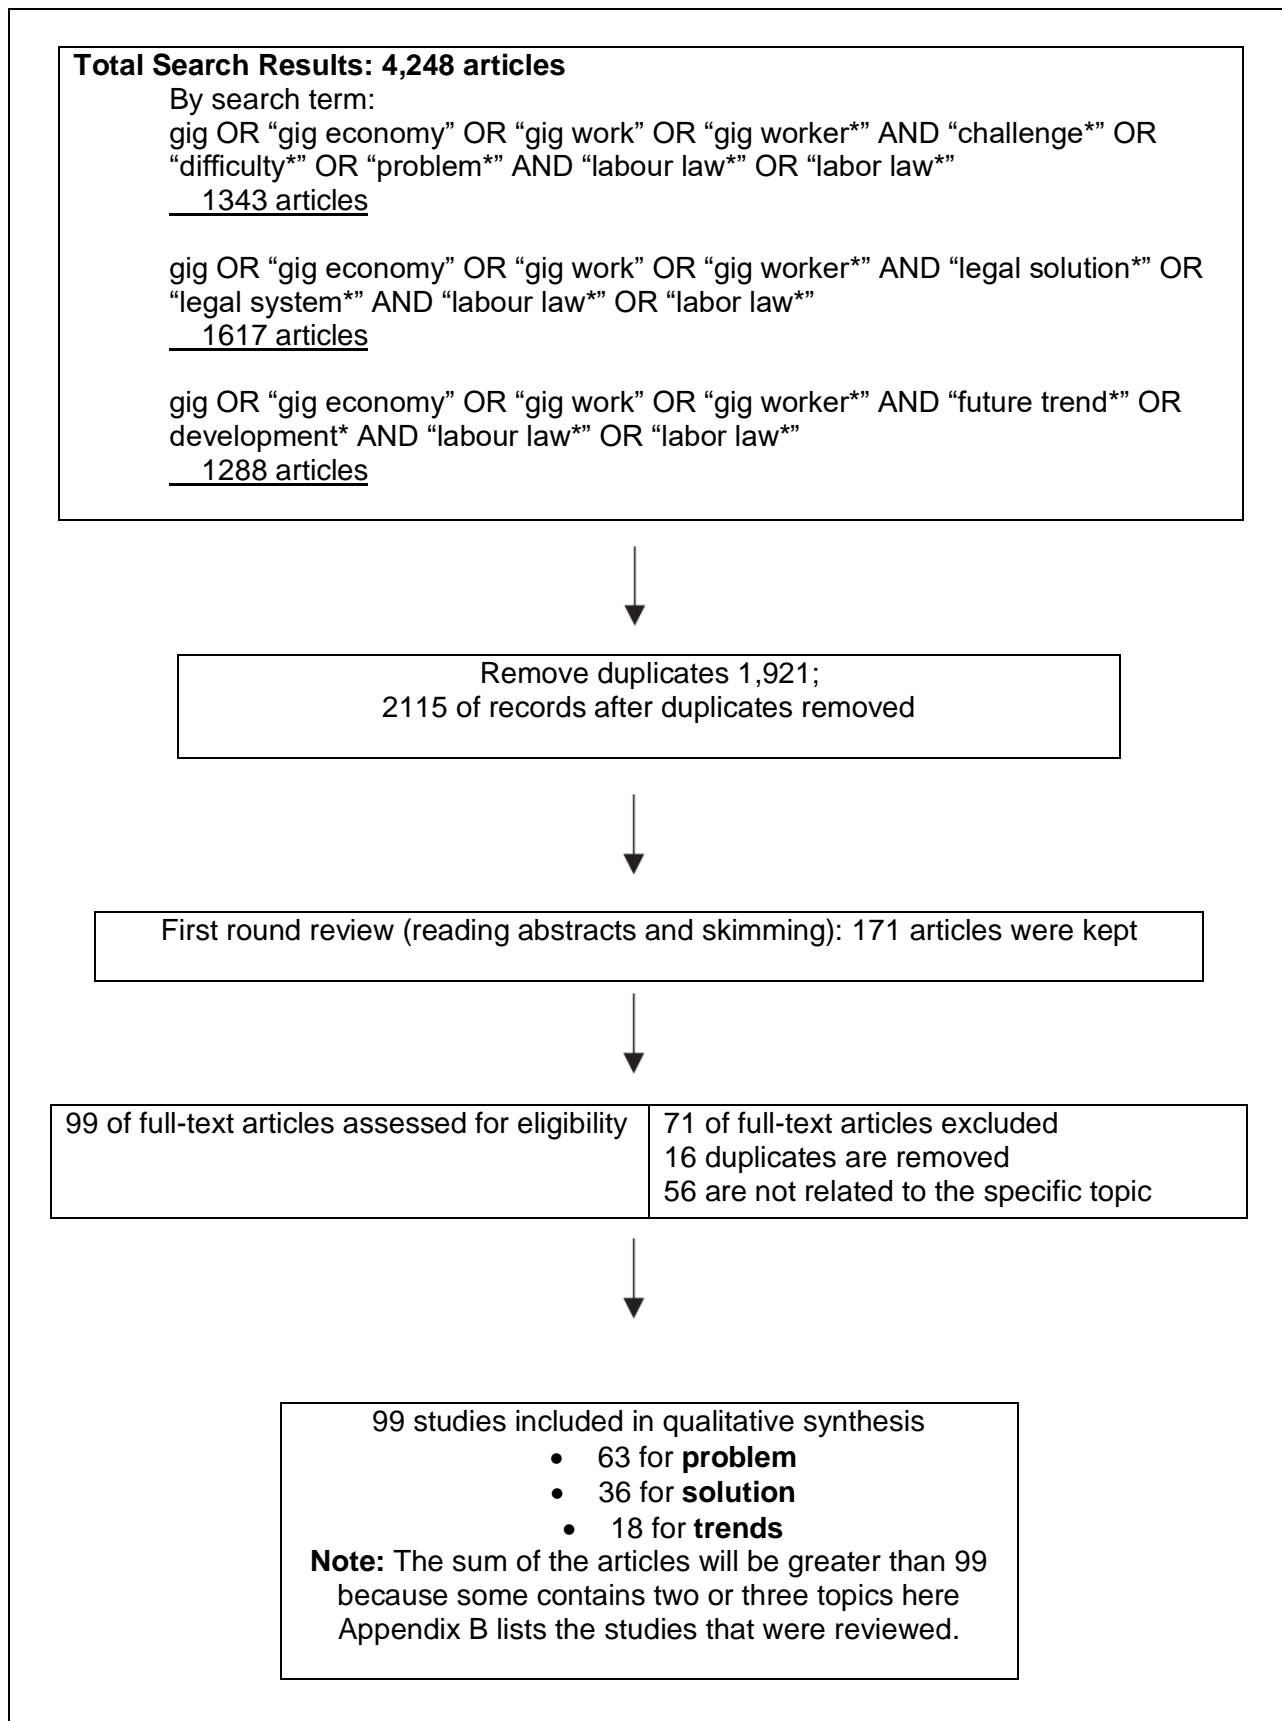 Total Search Results: 4,248 articles
By search term:
gig OR “gig economy” OR “gig work” OR “gig worker*” AND “challenge*” OR
“difficulty*” OR “problem*” AND “labour law*” OR “labor law*”
1343 articles
gig OR “gig economy” OR “gig work” OR “gig worker*” AND “legal solution*” OR
“legal system*” AND “labour law*” OR “labor law*”
1617 articles
gig OR “gig economy” OR “gig work” OR “gig worker*” AND “future trend*” OR
development* AND “labour law*” OR “labor law*”
1288 articles
Remove duplicates 1,921;
2115 of records after duplicates removed
First round review (reading abstracts and skimming): 171 articles were kept
99 of full-text articles assessed for eligibility
71 of full-text articles excluded
16 duplicates are removed
56 are not related to the specific topic
99 studies included in qualitative synthesis
• 63 for problem
• 36 for solution
• 18 for trends
Note: The sum of the articles will be greater than 99
because some contains two or three topics here
Appendix B lists the studies that were reviewed.